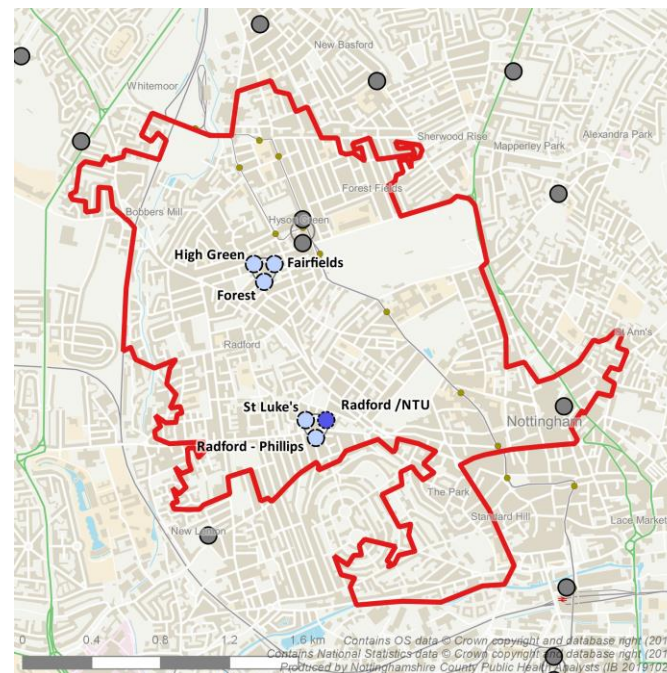 New Basford
Whitemoor
Sherwood Rise
Mapperley Park
Alexandra Park
Forest Fields
Bobbers Mill
Hyson Green
High Green
Fairfields
Forest
Radford
St Ann's
St Luke's
Radford /NTU
Nottingham
Radford - Phillips
The Park
Standard Hill
New Lenton
Lace Market
0 0.4 0.8 1.2 1.6 km
Contains OS data © Crown copyright and database right (201
Contains National Statistics data © Crown copyright and database right (201
Produced by Nottinghamshire County Public Health Analysts (IB 2019102